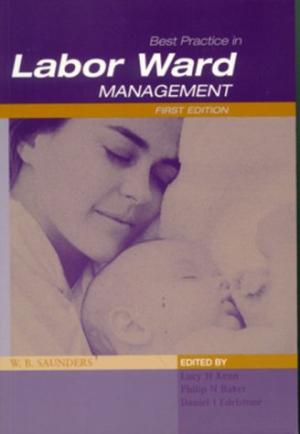 Best Practice in
Labor Ward
MANAGEMENT
FIRST EDITION
W. B. SAUNDERS
EDITED BY
Lucy H Kean
Philip N Baker
Daniel I Edelstone